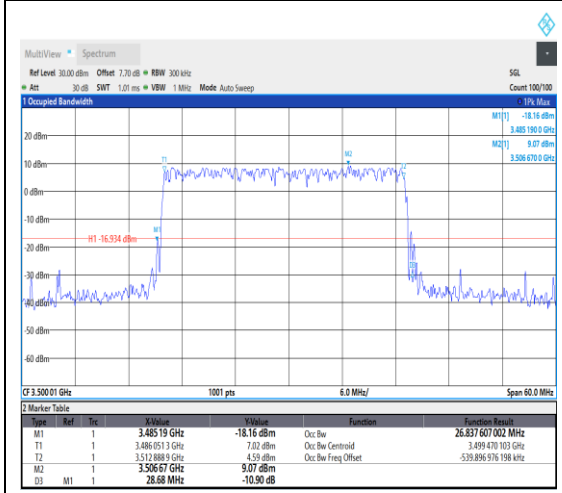 MultiView Spectrum
Ref Level 30.00 dBm Offset 7.70 dB RBW 300 kHz SGL
Att 30 dB SWT 1.01 ms VBW 1 MHz Mode Auto Sweep Count 100/100
1 Occupied Bandwidth 1Pk Max
M1[1] -18.16 dBm
3.485 190 0 GHz
M2[1] 9.07 dBm
3.506 670 0 GHz
20 dBm
M2
T1
T2
10 dBm
0 dBm
-10 dBm
M1
H1 -16.934 dBm
-20 dBm
D3
-30 dBm
-40 dBm
-50 dBm
-60 dBm
CF 3.500 01 GHz 1001 pts 6.0 MHz/ Span 60.0 MHz
2 Marker Table
Type Ref Trc X-Value Y-Value Function Function Result
M1 1 3.48519 GHz -18.16 dBm Occ Bw 26.837 607 002 MHz
T1 1 3.486 051 3 GHz 7.02 dBm Occ Bw Centroid 3.499 470 103 GHz
T2 1 3.512 888 9 GHz 4.59 dBm Occ Bw Freq Offset -539.896 976 198 kHz
M2 1 3.50667 GHz 9.07 dBm
D3 M1 1 28.68 MHz -10.90 dB